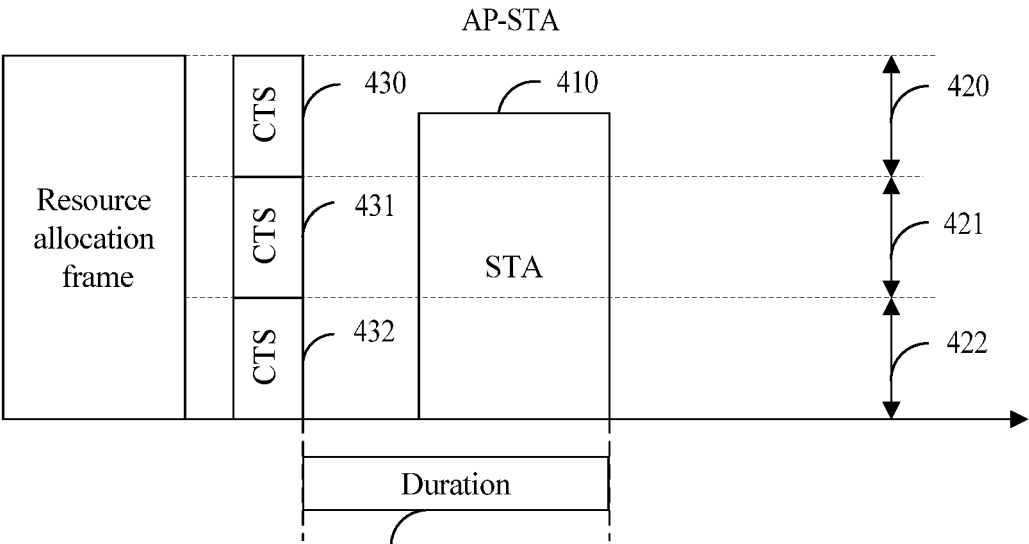 AP-STA
CTS
430
410
420
Resource
allocation
frame
CTS
431
STA
421
CTS
432
422
Duration